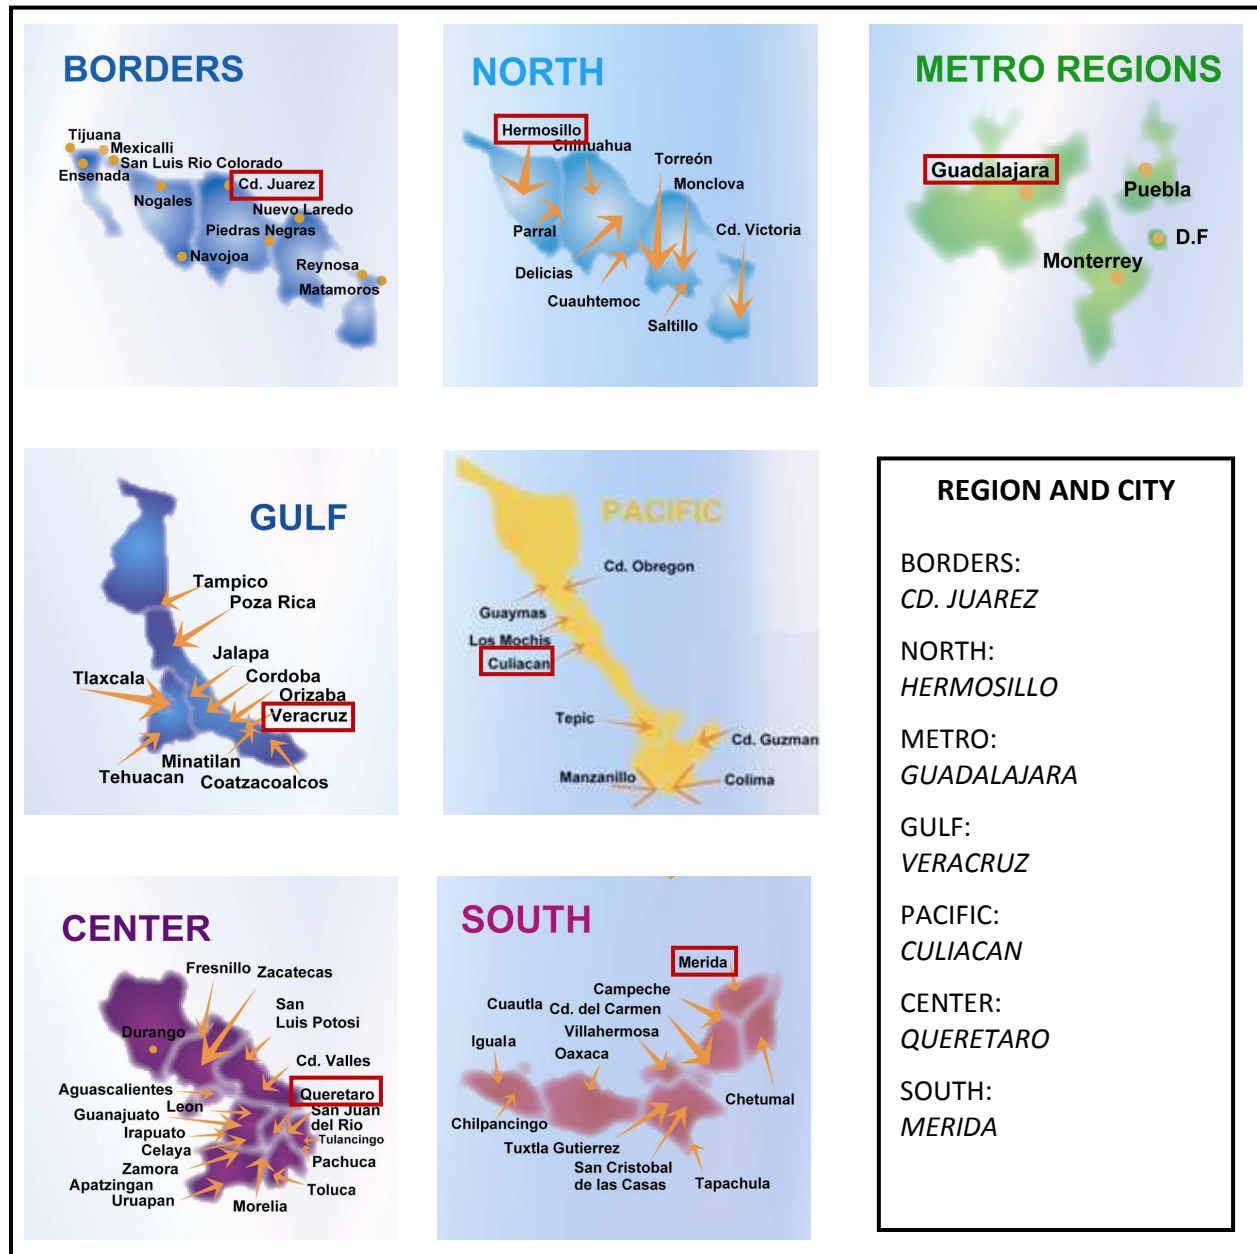 BORDERS
Tijuana
Mexicalli
San Luis Rio Colorado
Ensenada
Cd. Juarez
Nogales
Nuevo Laredo
Piedras Negras
Navojoa
Reynosa
Matamoros
NORTH
Hermosillo
Chihuahua
Torreón
Monclova
Parral
Cd. Victoria
Delicias
Cuauhtemoc
Saltillo
METRO REGIONS
Guadalajara
Puebla
D.F
Monterrey
GULF
Tampico
Poza Rica
Jalapa
Tlaxcala
Cordoba
Orizaba
Veracruz
Minatilan
Tehuacan
Coatzacoalcos
PACIFIC
Cd. Obregon
Guaymas
Los Mochis
Culiacan
Tepic
Cd. Guzman
Manzanillo
Colima
REGION AND CITY
BORDERS:
CD. JUAREZ
NORTH:
HERMOSILLO
METRO:
GUADALAJARA
GULF:
VERACRUZ
PACIFIC:
CULIACAN
CENTER:
QUERETARO
SOUTH:
MERIDA
CENTER
Fresnillo
Zacatecas
San
Luis Potosi
Durango
Cd. Valles
Aguascalientes
Queretaro
Leon
Guanajuato
San Juan
del Rio
Irapuato
Tulancingo
Celaya
Zamora
Pachuca
Apatzingan
Uruapan
Toluca
Morelia
SOUTH
Merida
Campeche
Cuautla
Cd. del Carmen
Villahermosa
Iguala
Oaxaca
Chetumal
Chilpancingo
Tuxtla Gutierrez
San Cristobal
de las Casas
Tapachula